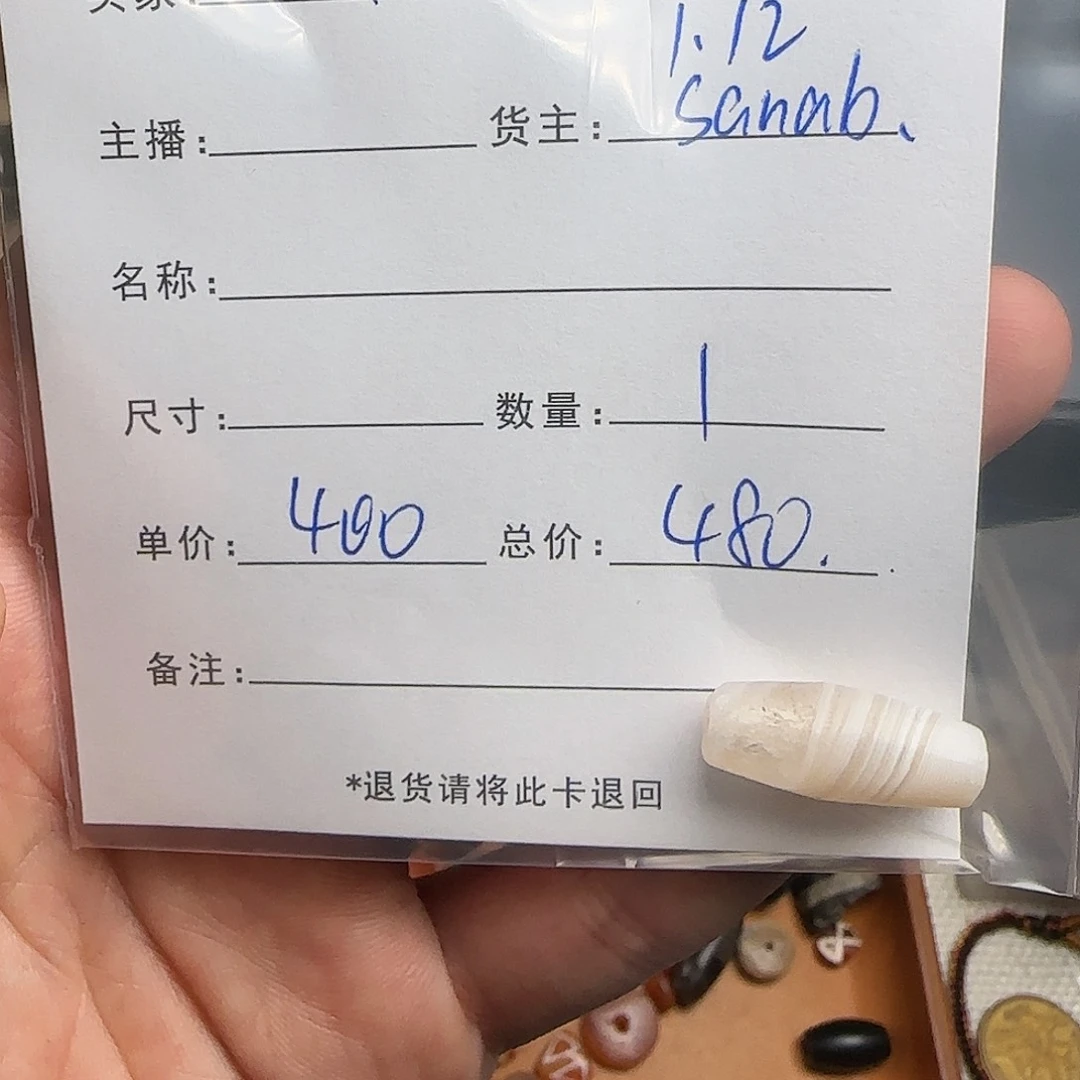 1.12
主播: 货主: sanab.
名称:
尺寸: 数量: 1
单价: 400 总价: 480.
备注:
*退货请将此卡退回